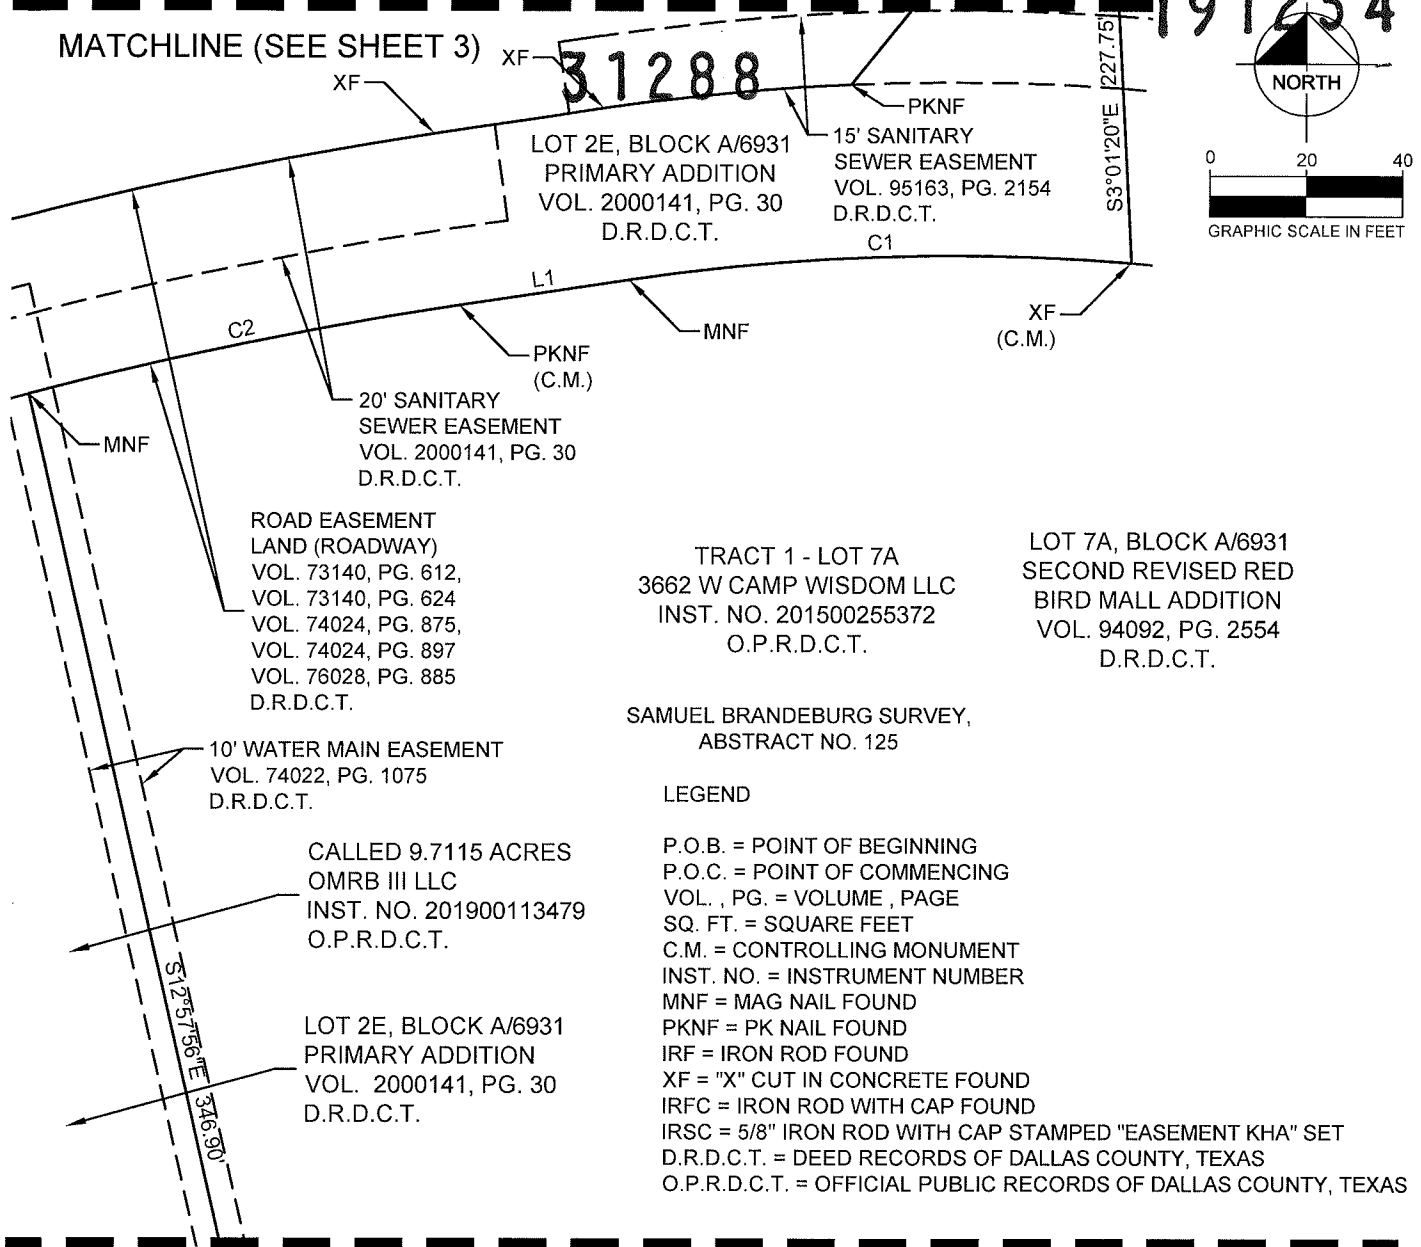 MATCHLINE (SEE SHEET 3)
31288
191234
XF
XF
PKNF
S3°01'20"E 227.75'
NORTH
0 20 40
GRAPHIC SCALE IN FEET
LOT 2E, BLOCK A/6931
PRIMARY ADDITION
VOL. 2000141, PG. 30
D.R.D.C.T.
15' SANITARY
SEWER EASEMENT
VOL. 95163, PG. 2154
D.R.D.C.T.
C1
L1
C2
MNF
XF
(C.M.)
PKNF
(C.M.)
MNF
20' SANITARY
SEWER EASEMENT
VOL. 2000141, PG. 30
D.R.D.C.T.
ROAD EASEMENT
LAND (ROADWAY)
VOL. 73140, PG. 612,
VOL. 73140, PG. 624
VOL. 74024, PG. 875,
VOL. 74024, PG. 897
VOL. 76028, PG. 885
D.R.D.C.T.
TRACT 1 - LOT 7A
3662 W CAMP WISDOM LLC
INST. NO. 201500255372
O.P.R.D.C.T.
LOT 7A, BLOCK A/6931
SECOND REVISED RED
BIRD MALL ADDITION
VOL. 94092, PG. 2554
D.R.D.C.T.
SAMUEL BRANDEBURG SURVEY,
ABSTRACT NO. 125
10' WATER MAIN EASEMENT
VOL. 74022, PG. 1075
D.R.D.C.T.
CALLED 9.7115 ACRES
OMRB III LLC
INST. NO. 201900113479
O.P.R.D.C.T.
S12°57'56"E 346.90'
LOT 2E, BLOCK A/6931
PRIMARY ADDITION
VOL. 2000141, PG. 30
D.R.D.C.T.
LEGEND
P.O.B. = POINT OF BEGINNING
P.O.C. = POINT OF COMMENCING
VOL. , PG. = VOLUME , PAGE
SQ. FT. = SQUARE FEET
C.M. = CONTROLLING MONUMENT
INST. NO. = INSTRUMENT NUMBER
MNF = MAG NAIL FOUND
PKNF = PK NAIL FOUND
IRF = IRON ROD FOUND
XF = "X" CUT IN CONCRETE FOUND
IRFC = IRON ROD WITH CAP FOUND
IRSC = 5/8" IRON ROD WITH CAP STAMPED "EASEMENT KHA" SET
D.R.D.C.T. = DEED RECORDS OF DALLAS COUNTY, TEXAS
O.P.R.D.C.T. = OFFICIAL PUBLIC RECORDS OF DALLAS COUNTY, TEXAS